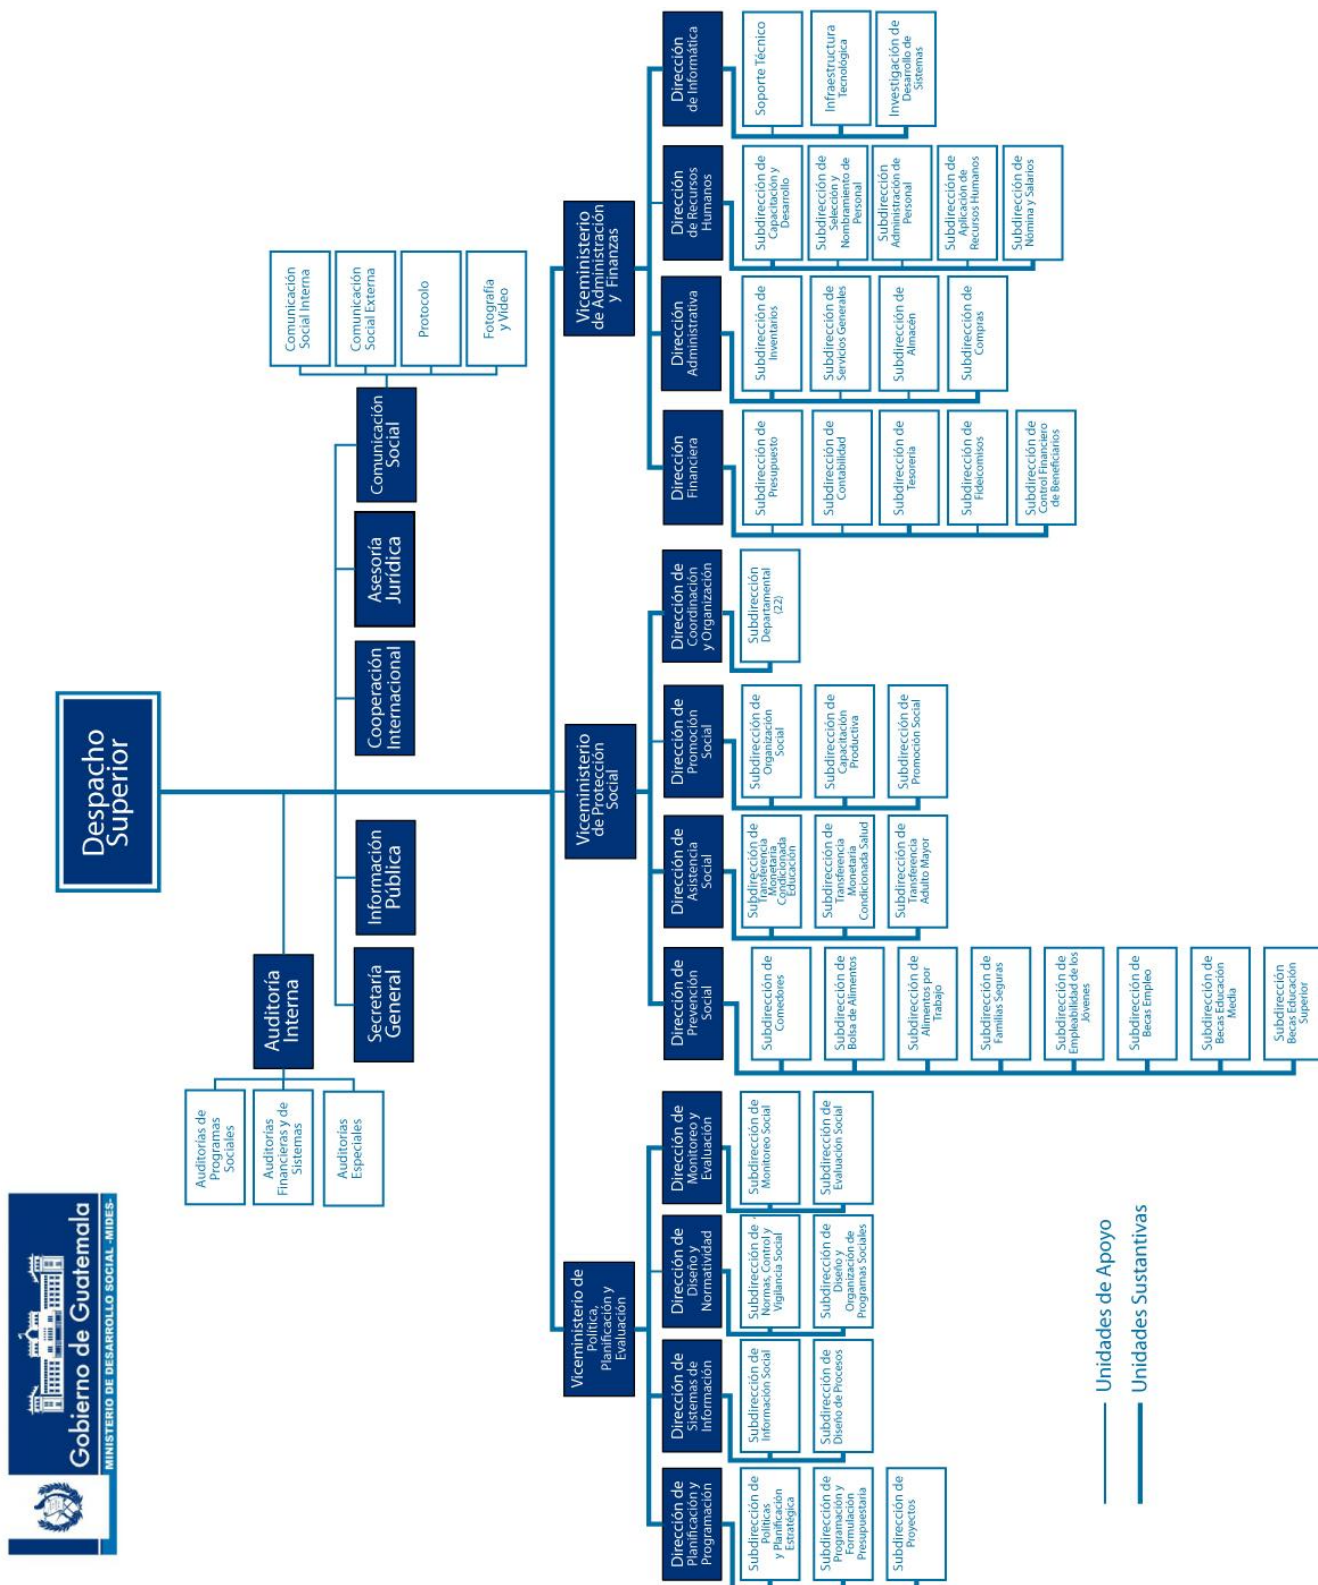 Gobierno de Guatemala
MINISTERIO DE DESARROLLO SOCIAL -MIDES-
Despacho
Superior
Auditoría
Interna
Auditorías de
Programas
Sociales
Auditorías
Financieras y de
Sistemas
Auditorías
Especiales
Secretaría
General
Información
Pública
Cooperación
Internacional
Asesoría
Jurídica
Comunicación
Social
Comunicación
Social Interna
Comunicación
Social Externa
Protocolo
Fotografía
y Video
Viceministerio de
Política,
Planificación y
Evaluación
Viceministerio
de Protección
Social
Viceministerio
de Administración
y Finanzas
Dirección de
Planificación y
Programación
Subdirección de
Políticas
y Planificación
Estratégica
Subdirección de
Programación y
Formulación
Presupuestaria
Subdirección de
Proyectos
Dirección de
Sistemas de
Información
Subdirección de
Información Social
Subdirección de
Diseño de Procesos
Dirección de
Diseño y
Normatividad
Subdirección de
Normas, Control y
Vigilancia Social
Subdirección de
Diseño y
Organización de
Programas Sociales
Dirección de
Monitoreo y
Evaluación
Subdirección de
Monitoreo Social
Subdirección de
Evaluación Social
Dirección de
Prevención
Social
Subdirección de
Comedores
Subdirección de
Bolsa de Alimentos
Subdirección de
Alimentos por
Trabajo
Subdirección de
Familias Seguras
Subdirección de
Empleabilidad de los
Jóvenes
Subdirección de
Becas Empleo
Subdirección de
Becas Educación
Media
Subdirección
Becas Educación
Superior
Dirección de
Asistencia
Social
Subdirección de
Transferencia
Monetaria
Condicionada
Educación
Subdirección de
Transferencia
Monetaria
Condicionada Salud
Subdirección de
Transferencia
Adulto Mayor
Dirección de
Promoción
Social
Subdirección de
Organización
Social
Subdirección de
Capacitación
Productiva
Subdirección de
Promoción Social
Dirección de
Coordinación
y Organización
Subdirección
Departamental
(22)
Dirección
Financiera
Subdirección de
Presupuesto
Subdirección de
Contabilidad
Subdirección de
Tesorería
Subdirección de
Fideicomisos
Subdirección de
Control Financiero
de Beneficiarios
Dirección
Administrativa
Subdirección de
Inventarios
Subdirección de
Servicios Generales
Subdirección de
Almacén
Subdirección de
Compras
Dirección
de Recursos
Humanos
Subdirección de
Capacitación y
Desarrollo
Subdirección de
Selección y
Nombramiento de
Personal
Subdirección
Administración de
Personal
Subdirección de
Aplicación de
Recursos Humanos
Subdirección de
Nómina y Salarios
Dirección
de Informática
Soporte Técnico
Infraestructura
Tecnológica
Investigación de
Desarrollo de
Sistemas
Unidades de Apoyo
Unidades Sustantivas